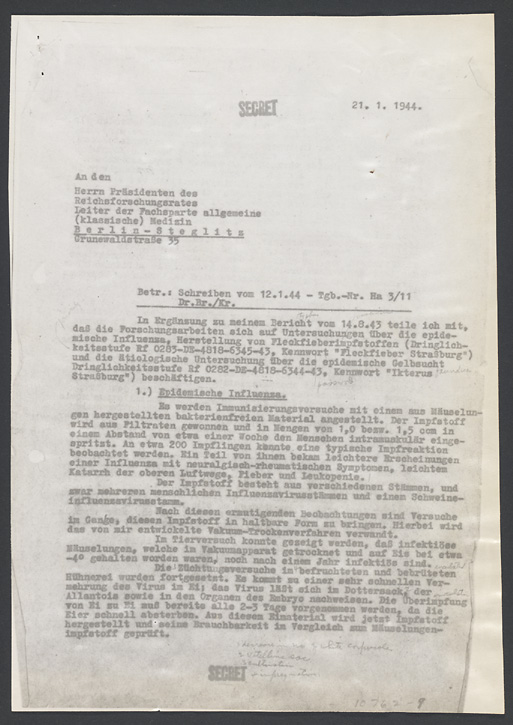 SECRET
21. 1. 1944.
An den
Herrn Präsidenten des
Reichsforschungsrates
Leiter der Fachsparte allgemeine
(klassische) Medizin
Berlin-Steglitz
Grunewaldstraße 35
Betr.: Schreiben vom 12.1.44 - Tgb.-Nr. Ha 3/11
Dr.Br./Kr.
In Ergänzung zu meinem Bericht vom 14.8.43 teile ich mit,
daß die Forschungsarbeiten sich auf Untersuchungen über die epide-
mische Influenza, Herstellung von Fleckfieberimpfstoffen (Dringlich-
keitsstufe Rf 0283-DE-4818-6345-43, Kennwort "Fleckfieber Straßburg")
und die ätiologische Untersuchung über die epidemische Gelbsucht
Dringlichkeitsstufe Rf 0282-DE-4818-6344-43, Kennwort "Ikterus
Straßburg") beschäftigen.
1.) Epidemische Influenza.
Es werden Immunisierungsversuche mit einem aus Mäuselun-
gen hergestellten bakterienfreien Material angestellt. Der Impfstoff
wird aus Filtraten gewonnen und in Mengen von 1,0 bezw. 1,5 ccm in
einem Abstand von etwa einer Woche den Menschen intramuskulär einge-
spritzt. An etwa 200 Impflingen konnte eine typische Impfreaktion
beobachtet werden. Ein Teil von ihnen bekam leichtere Erscheinungen
einer Influenza mit neuralgisch-rheumatischen Symptomen, leichtem
Katarrh der oberen Luftwege, Fieber und Leukopenie.
Der Impfstoff besteht aus verschiedenen Stämmen, und
zwar mehreren menschlichen Influenzavirusstämmen und einem Schweine-
influenzavirusstamm.
Nach diesen ermutigenden Beobachtungen sind Versuche
im Gange, diesen Impfstoff in haltbare Form zu bringen. Hierbei wird
das von mir entwickelte Vakuum-Trockenverfahren verwandt.
Im Tierversuch konnte gezeigt werden, daß infektiöse
Mäuselungen, welche im Vakuumapparat getrocknet und auf Eis bei etwa
-4° gehalten worden waren, noch nach einem Jahr infektiös sind.
Die Züchtungsversuche in befruchteten und bebrüteten
Hühnerei wurden fortgesetzt. Es kommt zu einer sehr schnellen Ver-
mehrung des Virus im Ei; das Virus läßt sich im Dottersack, der
Allantois sowie in den Organen des Embryo nachweisen. Die Überimpfung
von Ei zu Ei muß bereits alle 2-3 Tage vorgenommen werden, da die
Eier schnell absterben. Aus diesem Eimaterial wird jetzt Impfstoff
hergestellt und seine Brauchbarkeit im Vergleich zum Mäuselungen-
impfstoff geprüft.
SECRET